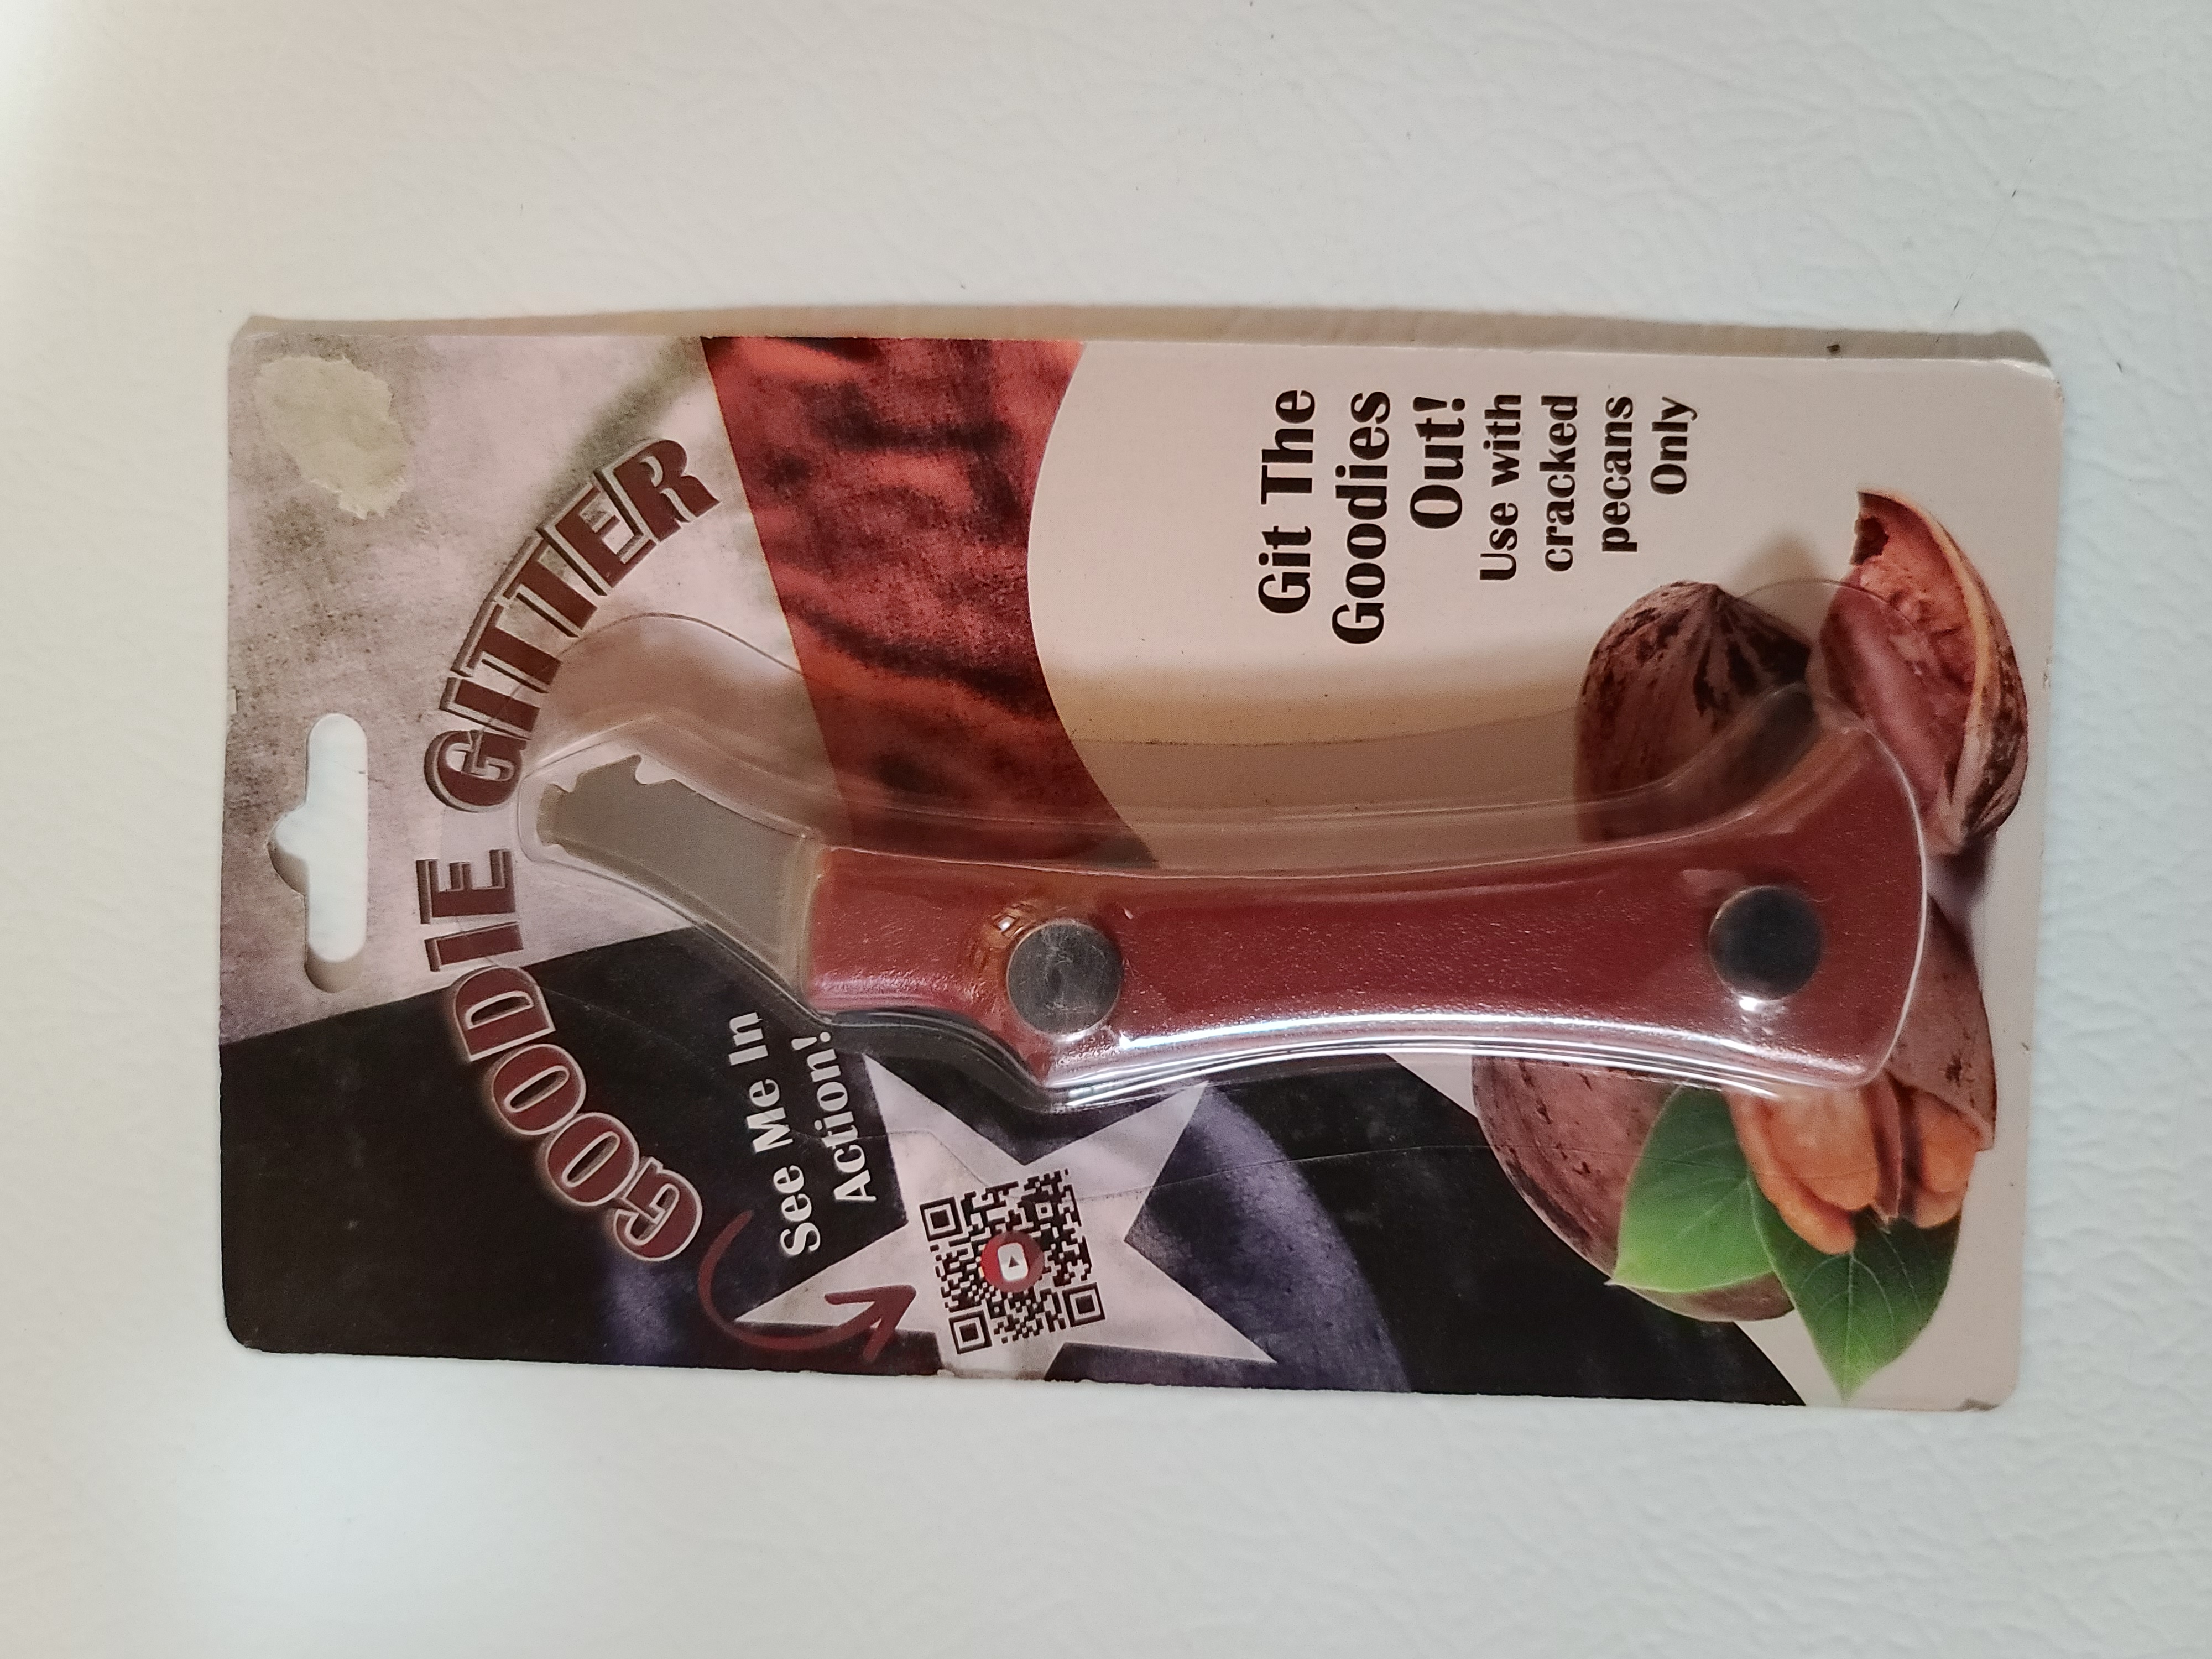 GOODIE GITTER
See Me In
Action!
Git The
Goodies
Out!
Use with
cracked
pecans
Only